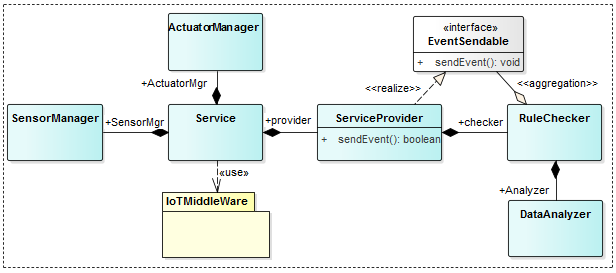 ActuatorManager
+ActuatorMgr
«interface»
EventSendable
+ sendEvent(): void
<<realize>>
<<aggregation>>
SensorManager
+SensorMgr
Service
+provider
ServiceProvider
+ sendEvent(): boolean
+checker
RuleChecker
«use»
IoTMiddleWare
+Analyzer
DataAnalyzer